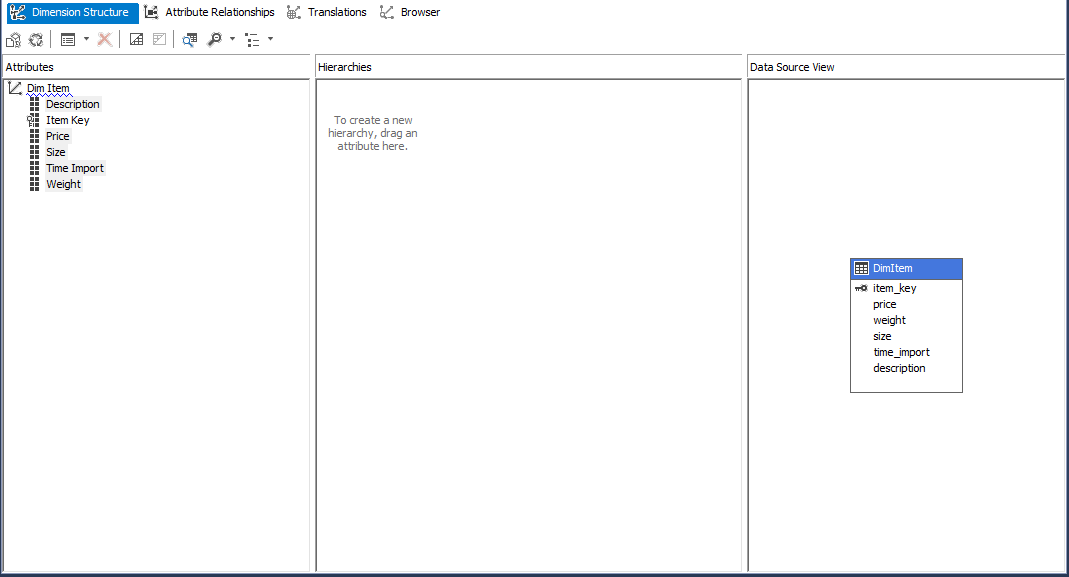 Dimension Structure
Attribute Relationships
Translations
Browser
Attributes
Dim Item
Description
Item Key
Price
Size
Time Import
Weight
Hierarchies
To create a new
hierarchy, drag an
attribute here.
Data Source View
DimItem
item_key
price
weight
size
time_import
description